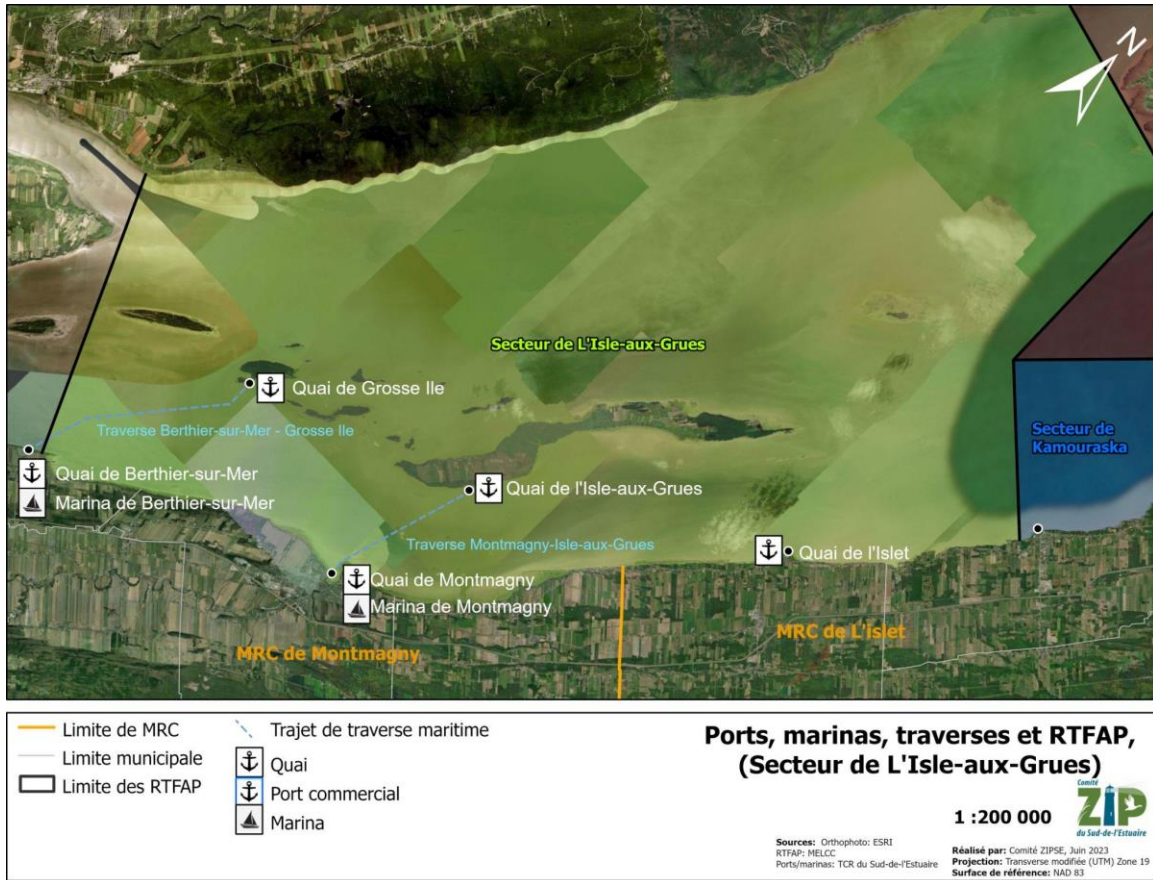 N
Secteur de L'Isle-aux-Grues
Quai de Grosse Ile
Traverse Berthier-sur-Mer - Grosse Ile
Secteur de
Kamouraska
Quai de Berthier-sur-Mer
Marina de Berthier-sur-Mer
Quai de l'Isle-aux-Grues
Traverse Montmagny-Isle-aux-Grues
Quai de l'Islet
Quai de Montmagny
Marina de Montmagny
MRC de Montmagny
MRC de L'islet
Limite de MRC
Limite municipale
Limite des RTFAP
Trajet de traverse maritime
Quai
Port commercial
Marina
Ports, marinas, traverses et RTFAP,
(Secteur de L'Isle-aux-Grues)
1 :200 000
Comité
ZIP
du Sud-de-l'Estuaire
Sources: Orthophoto: ESRI
RTFAP: MELCC
Ports/marinas: TCR du Sud-de-l'Estuaire
Réalisé par: Comité ZIPSE, Juin 2023
Projection: Transverse modifiée (UTM) Zone 19
Surface de référence: NAD 83